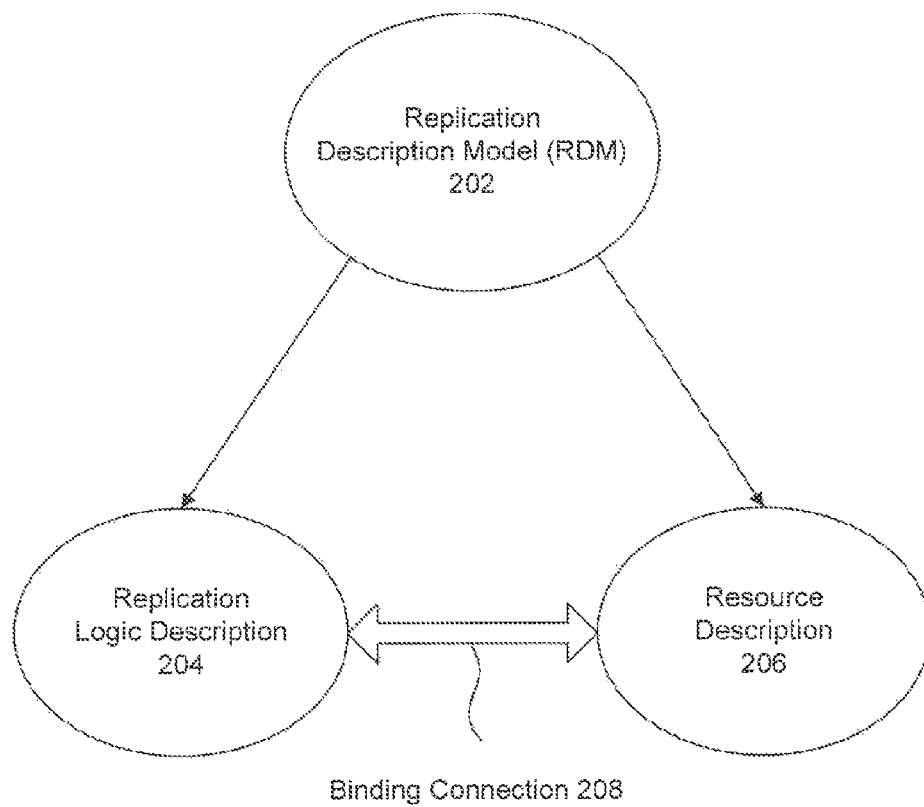 Replication
Description Model (RDM)
202
Replication
Logic Description
204
Resource
Description
206
Binding Connection 208